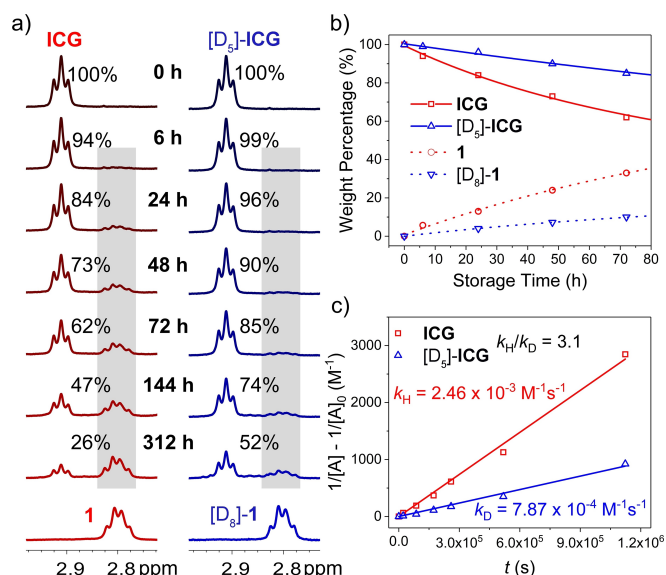 a)
ICG
[D5]-ICG
100%
0 h
100%
94%
6 h
99%
84%
24 h
96%
73%
48 h
90%
62%
72 h
85%
47%
144 h
74%
26%
312 h
52%
1
[D8]-1
2.9
2.8 ppm
2.9
2.8 ppm
b)
Weight Percentage (%)
100
80
60
40
20
0
ICG
[D5]-ICG
1
[D8]-1
0
10
20
30
40
50
60
70
80
Storage Time (h)
c)
1/[A] - 1/[A]0 (M-1)
3000
2000
1000
0
ICG
[D5]-ICG
kH/kD = 3.1
kH = 2.46 x 10-3 M-1s-1
kD = 7.87 x 10-4 M-1s-1
0.0
3.0x105
6.0x105
9.0x105
1.2x106
t (s)